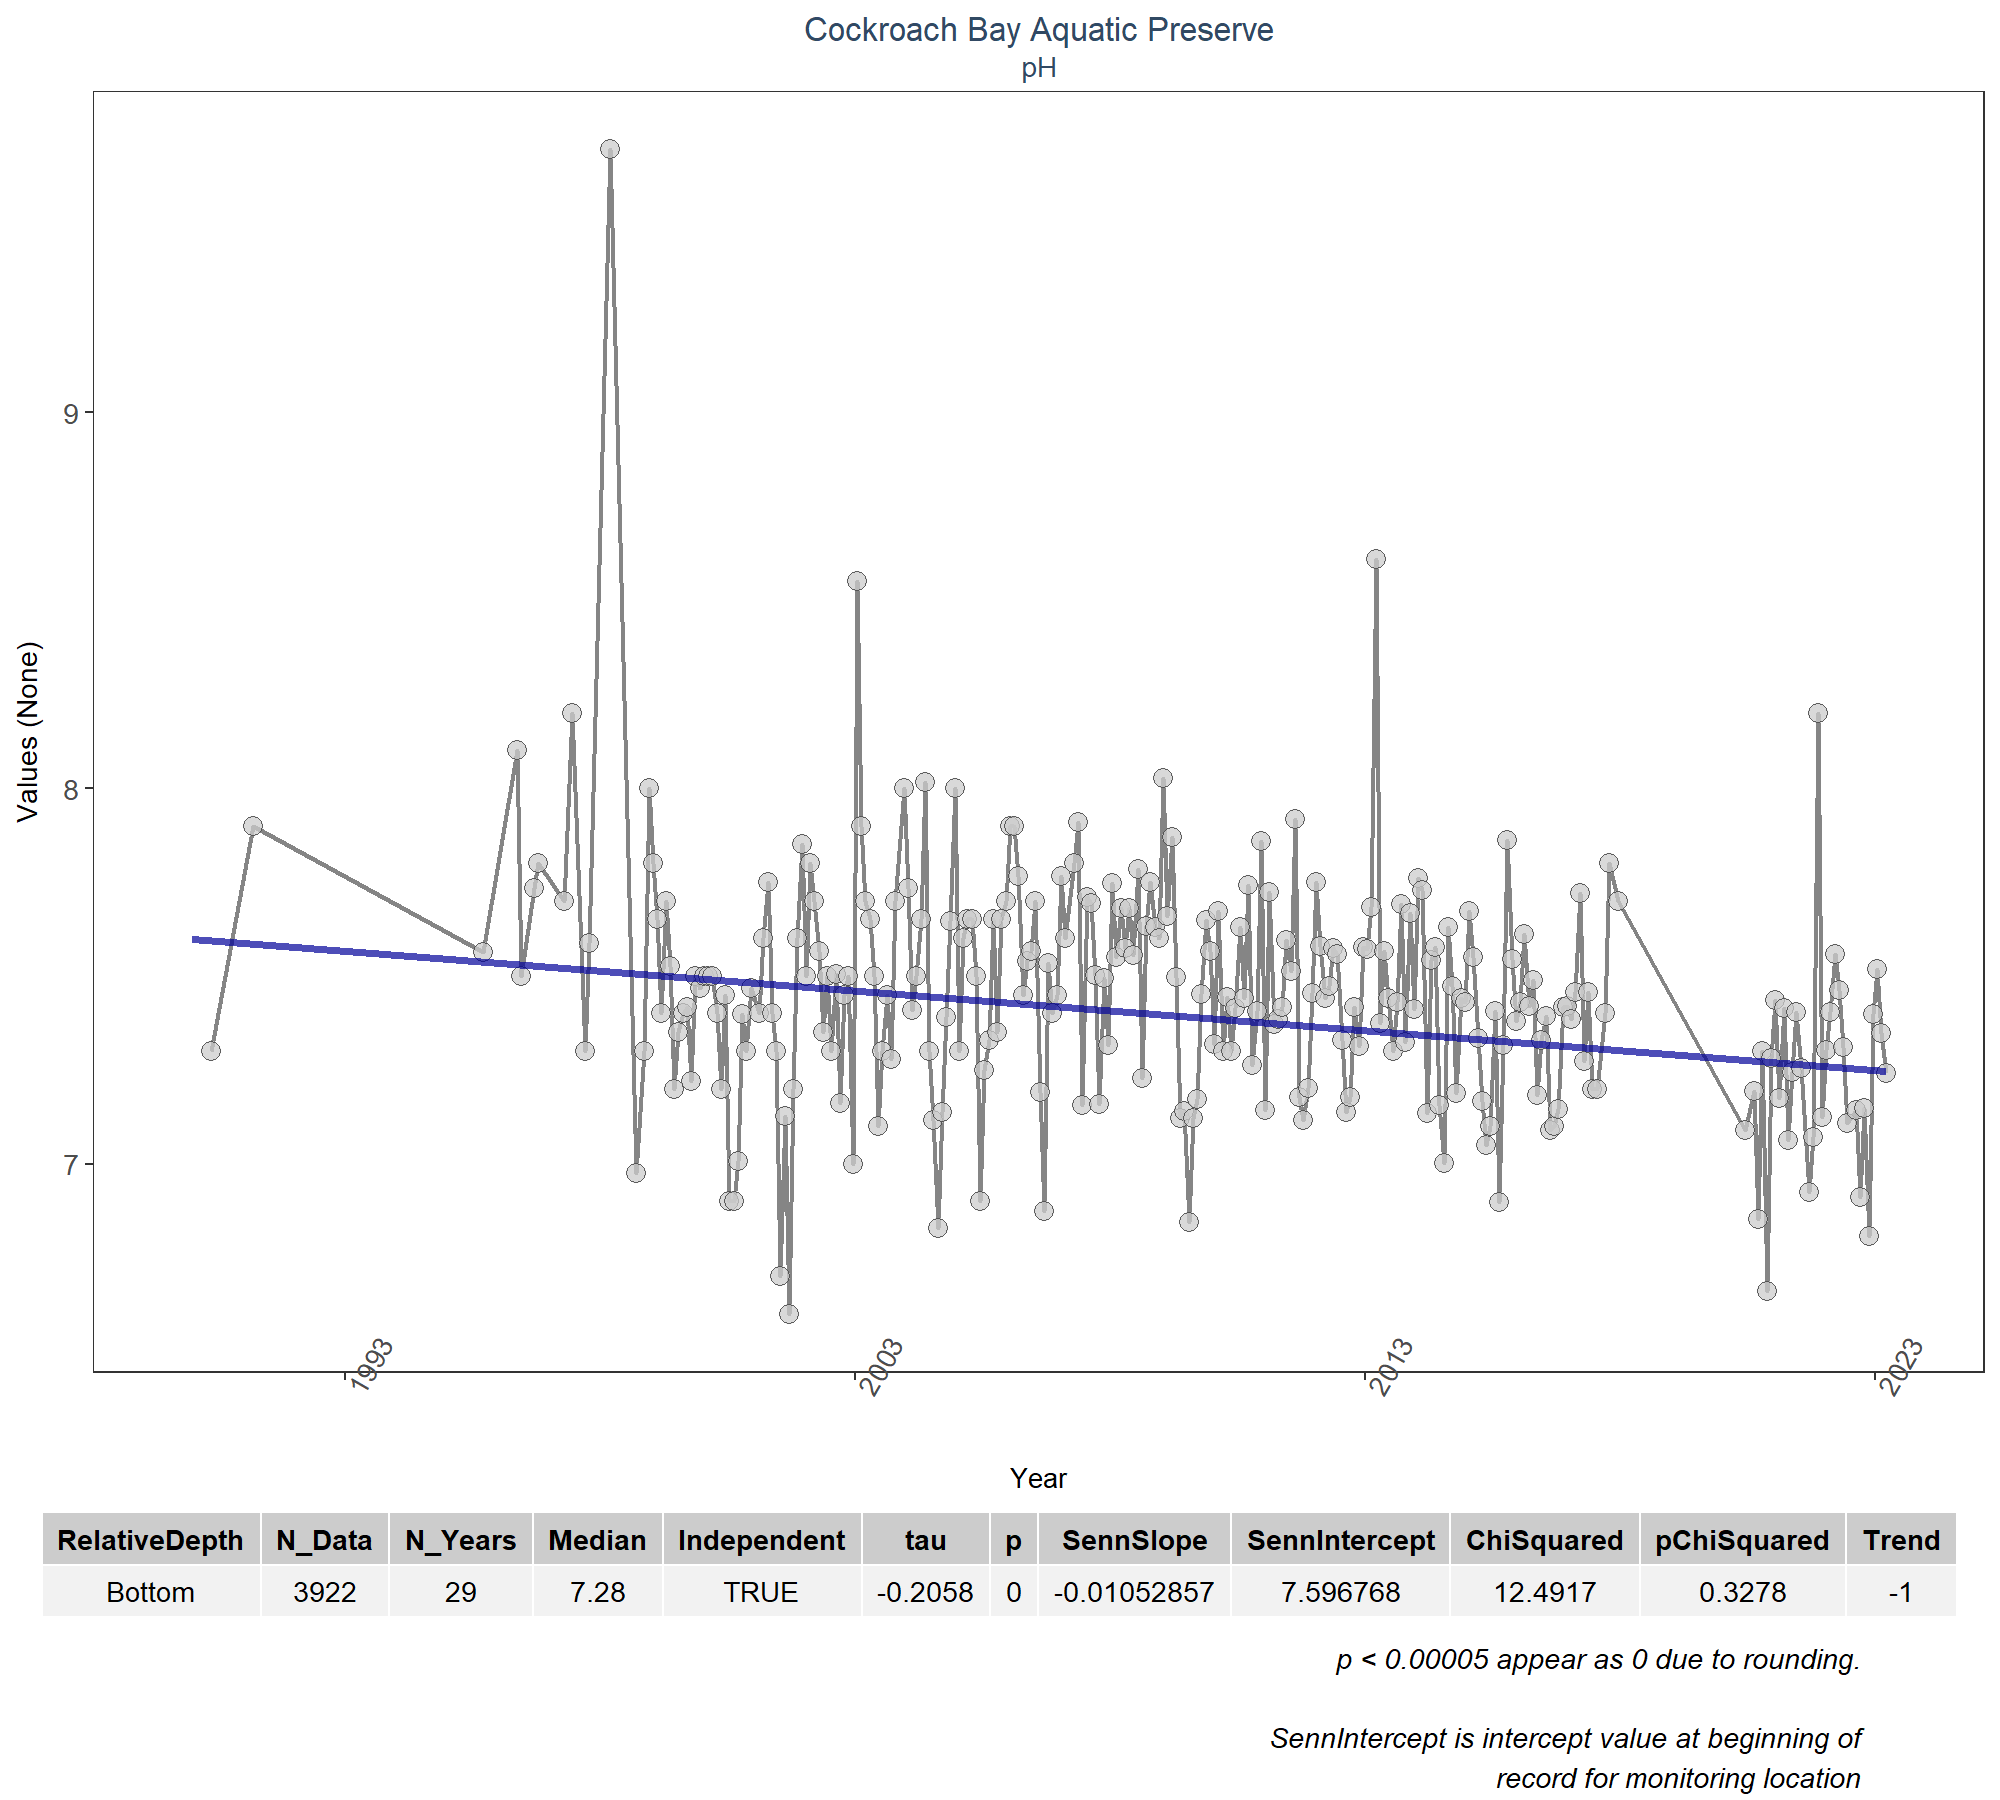 Cockroach Bay Aquatic Preserve
pH
Values (None)
9
8
7
1993
2003
2013
2023
Year
RelativeDepth N_Data N_Years Median Independent tau p SennSlope SennIntercept ChiSquared pChiSquared Trend
Bottom 3922 29 7.28 TRUE -0.2058 0 -0.01052857 7.596768 12.4917 0.3278 -1
p < 0.00005 appear as 0 due to rounding.
SennIntercept is intercept value at beginning of
record for monitoring location